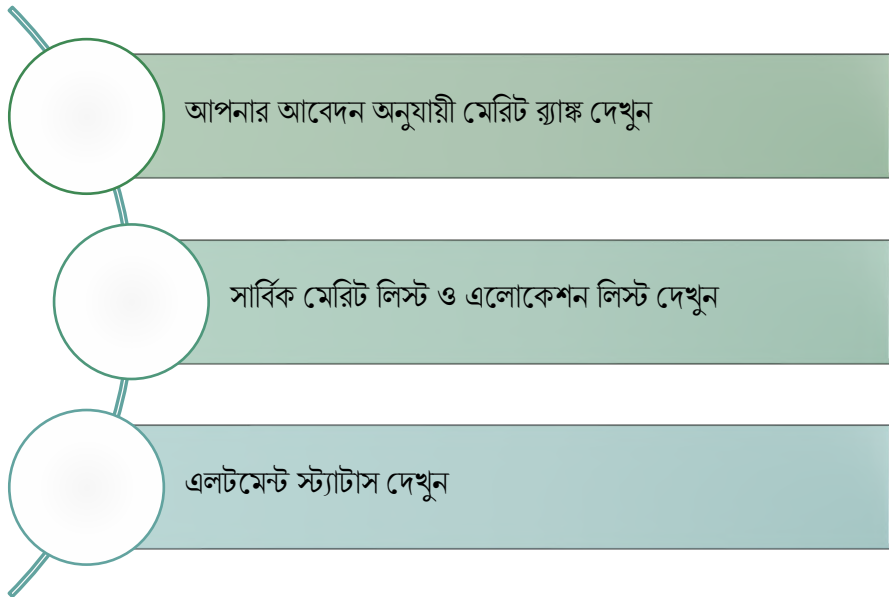 আপনার আবেদন অনুযায়ী মেরিট র‍্যাঙ্ক দেখুন
সার্বিক মেরিট লিস্ট ও এলোকেশন লিস্ট দেখুন
এলটমেন্ট স্ট্যাটাস দেখুন